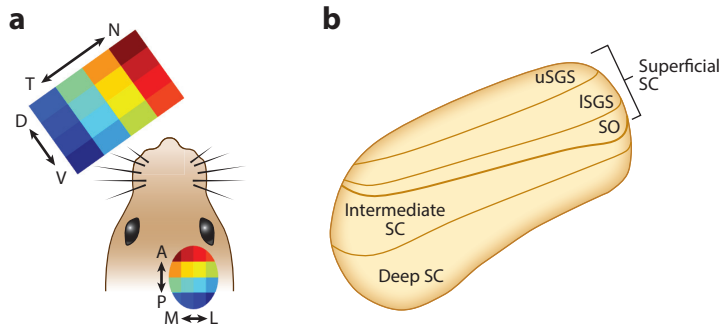 a
N
T
D
V
A
P
M
L
b
uSGS
Superficial
SC
lSGS
SO
Intermediate
SC
Deep SC